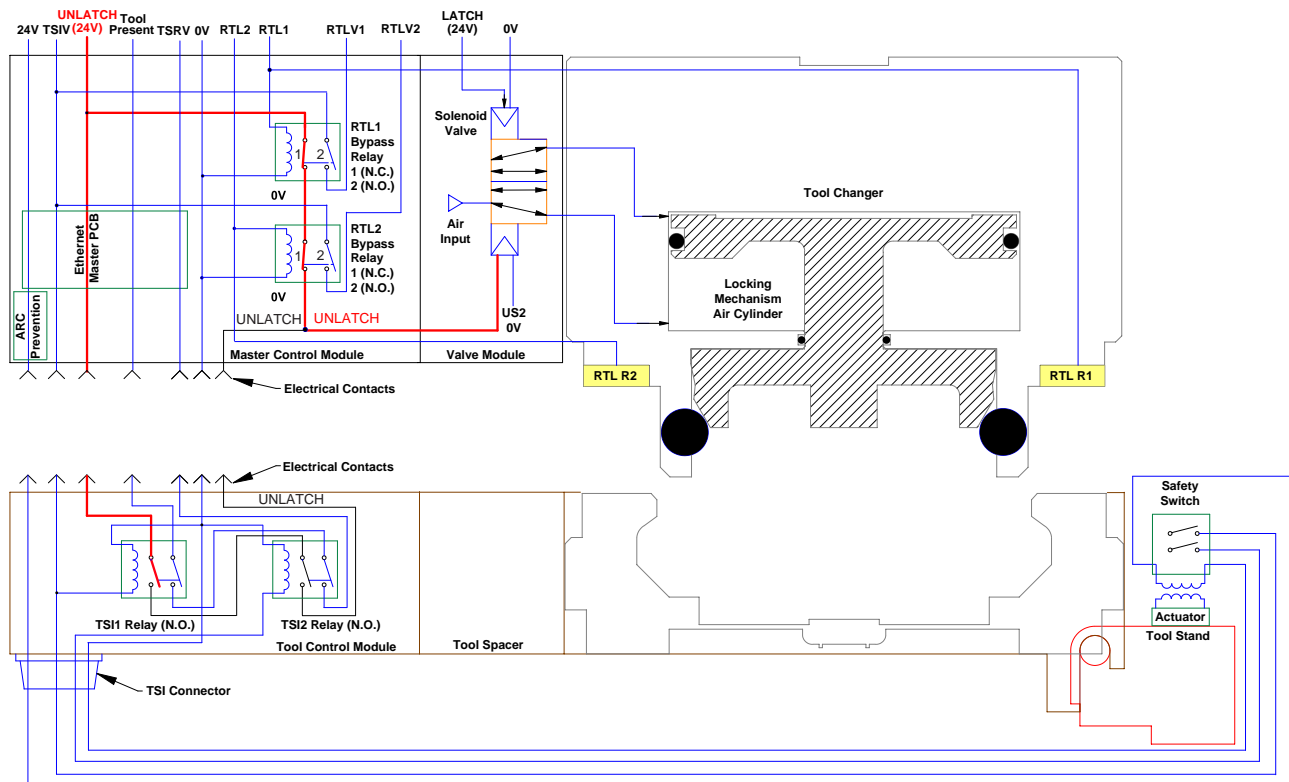 24V TSIV UNLATCH (24V) Tool Present TSRV 0V RTL2 RTL1 RTLV1 RTLV2 LATCH (24V) 0V
Solenoid
Valve
RTL1
Bypass
Relay
1 (N.C.)
2 (N.O.)
1 2
0V
Air
Input
Tool Changer
Ethernet
Master PCB
RTL2
Bypass
Relay
1 (N.C.)
2 (N.O.)
1 2
0V
Locking
Mechanism
Air Cylinder
ARC
Prevention
UNLATCH UNLATCH
US2
0V
Master Control Module
Valve Module
RTL R2
RTL R1
Electrical Contacts
Electrical Contacts
UNLATCH
Safety
Switch
TSI1 Relay (N.O.)
TSI2 Relay (N.O.)
Actuator
Tool Stand
Tool Control Module
Tool Spacer
TSI Connector